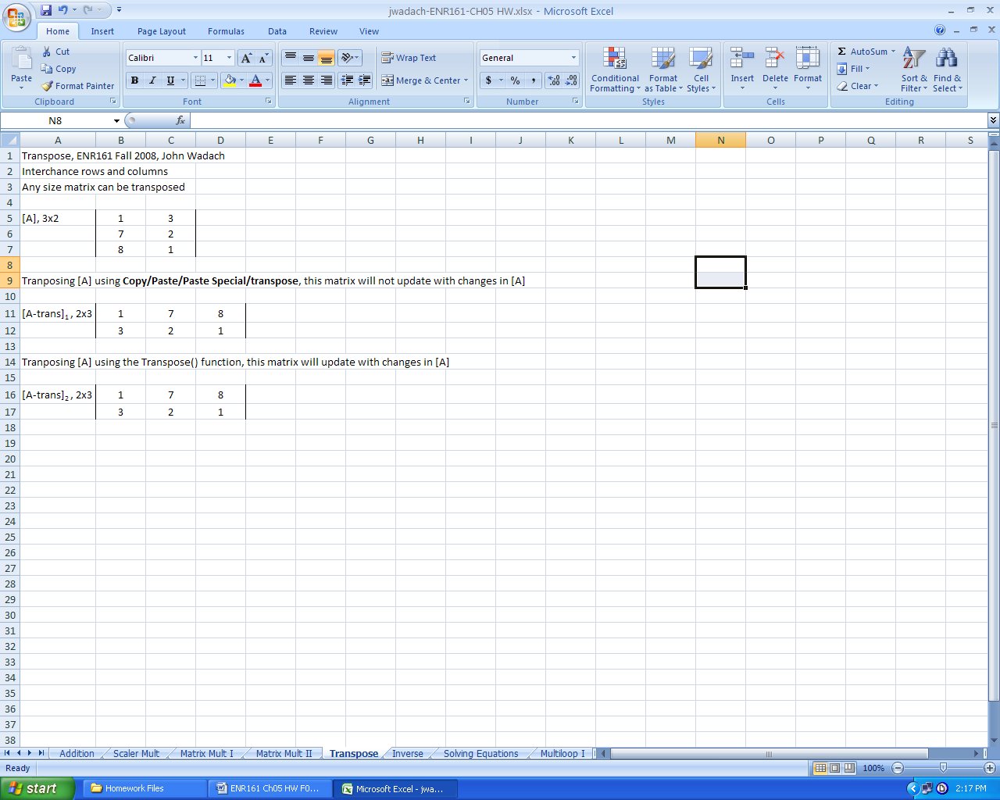 jwadach-ENR161-CH05 HW.xlsx - Microsoft Excel
Home Insert Page Layout Formulas Data Review View
Paste
Cut
Copy
Format Painter
Clipboard
Calibri 11
B I U
Font
Wrap Text
Merge & Center
Alignment
General
$ % ,
Number
Conditional Formatting
Format as Table
Cell Styles
Styles
Insert Delete Format
Cells
Σ AutoSum
Fill
Clear
Sort & Filter
Find & Select
Editing
N8 fx
A B C D E F G H I J K L M N O P Q R S
1 Transpose, ENR161 Fall 2008, John Wadach
2 Interchance rows and columns
3 Any size matrix can be transposed
4
5 [A], 3x2 1 3
6 7 2
7 8 1
8
9 Tranposing [A] using Copy/Paste/Paste Special/transpose, this matrix will not update with changes in [A]
10
11 [A-trans]1, 2x3 1 7 8
12 3 2 1
13
14 Tranposing [A] using the Transpose() function, this matrix will update with changes in [A]
15
16 [A-trans]2, 2x3 1 7 8
17 3 2 1
18
19
20
21
22
23
24
25
26
27
28
29
30
31
32
33
34
35
36
37
38
Addition Scaler Mult Matrix Mult I Matrix Mult II Transpose Inverse Solving Equations Multiloop I
Ready 100%
start Homework Files ENR161 Ch05 HW F0... Microsoft Excel - jwa... 2:17 PM